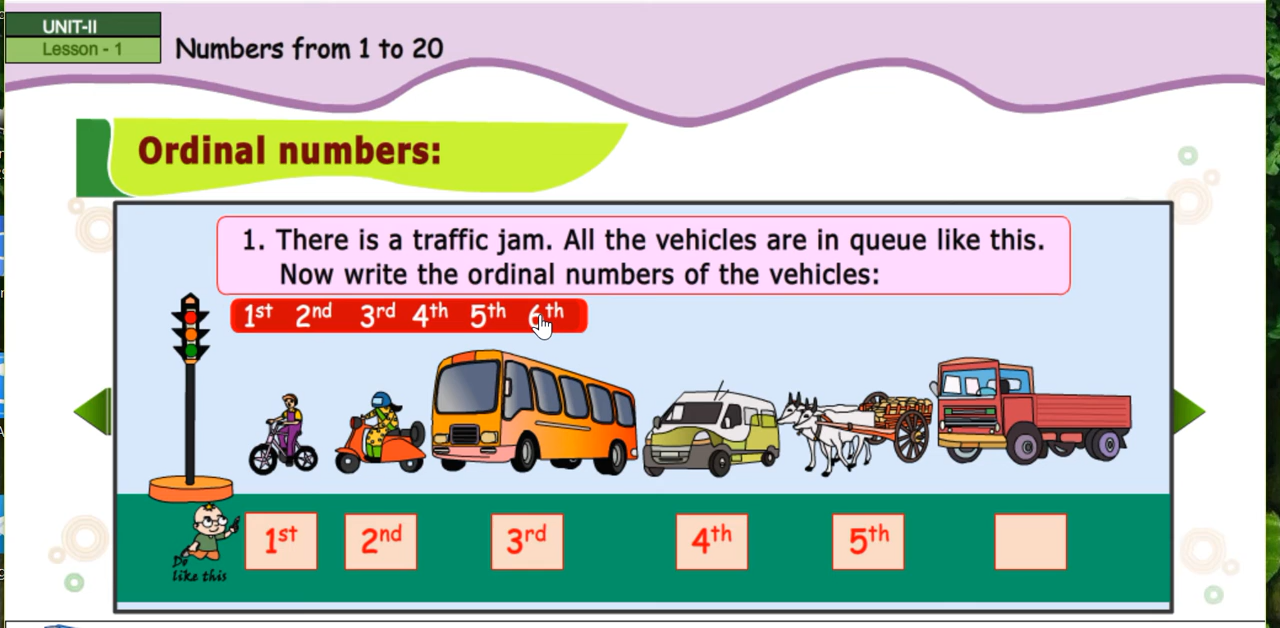 UNIT-II
Lesson - 1
Numbers from 1 to 20
Ordinal numbers:
1. There is a traffic jam. All the vehicles are in queue like this.
Now write the ordinal numbers of the vehicles:
1st 2nd 3rd 4th 5th 6th
1st 2nd 3rd 4th 5th
Do
like this